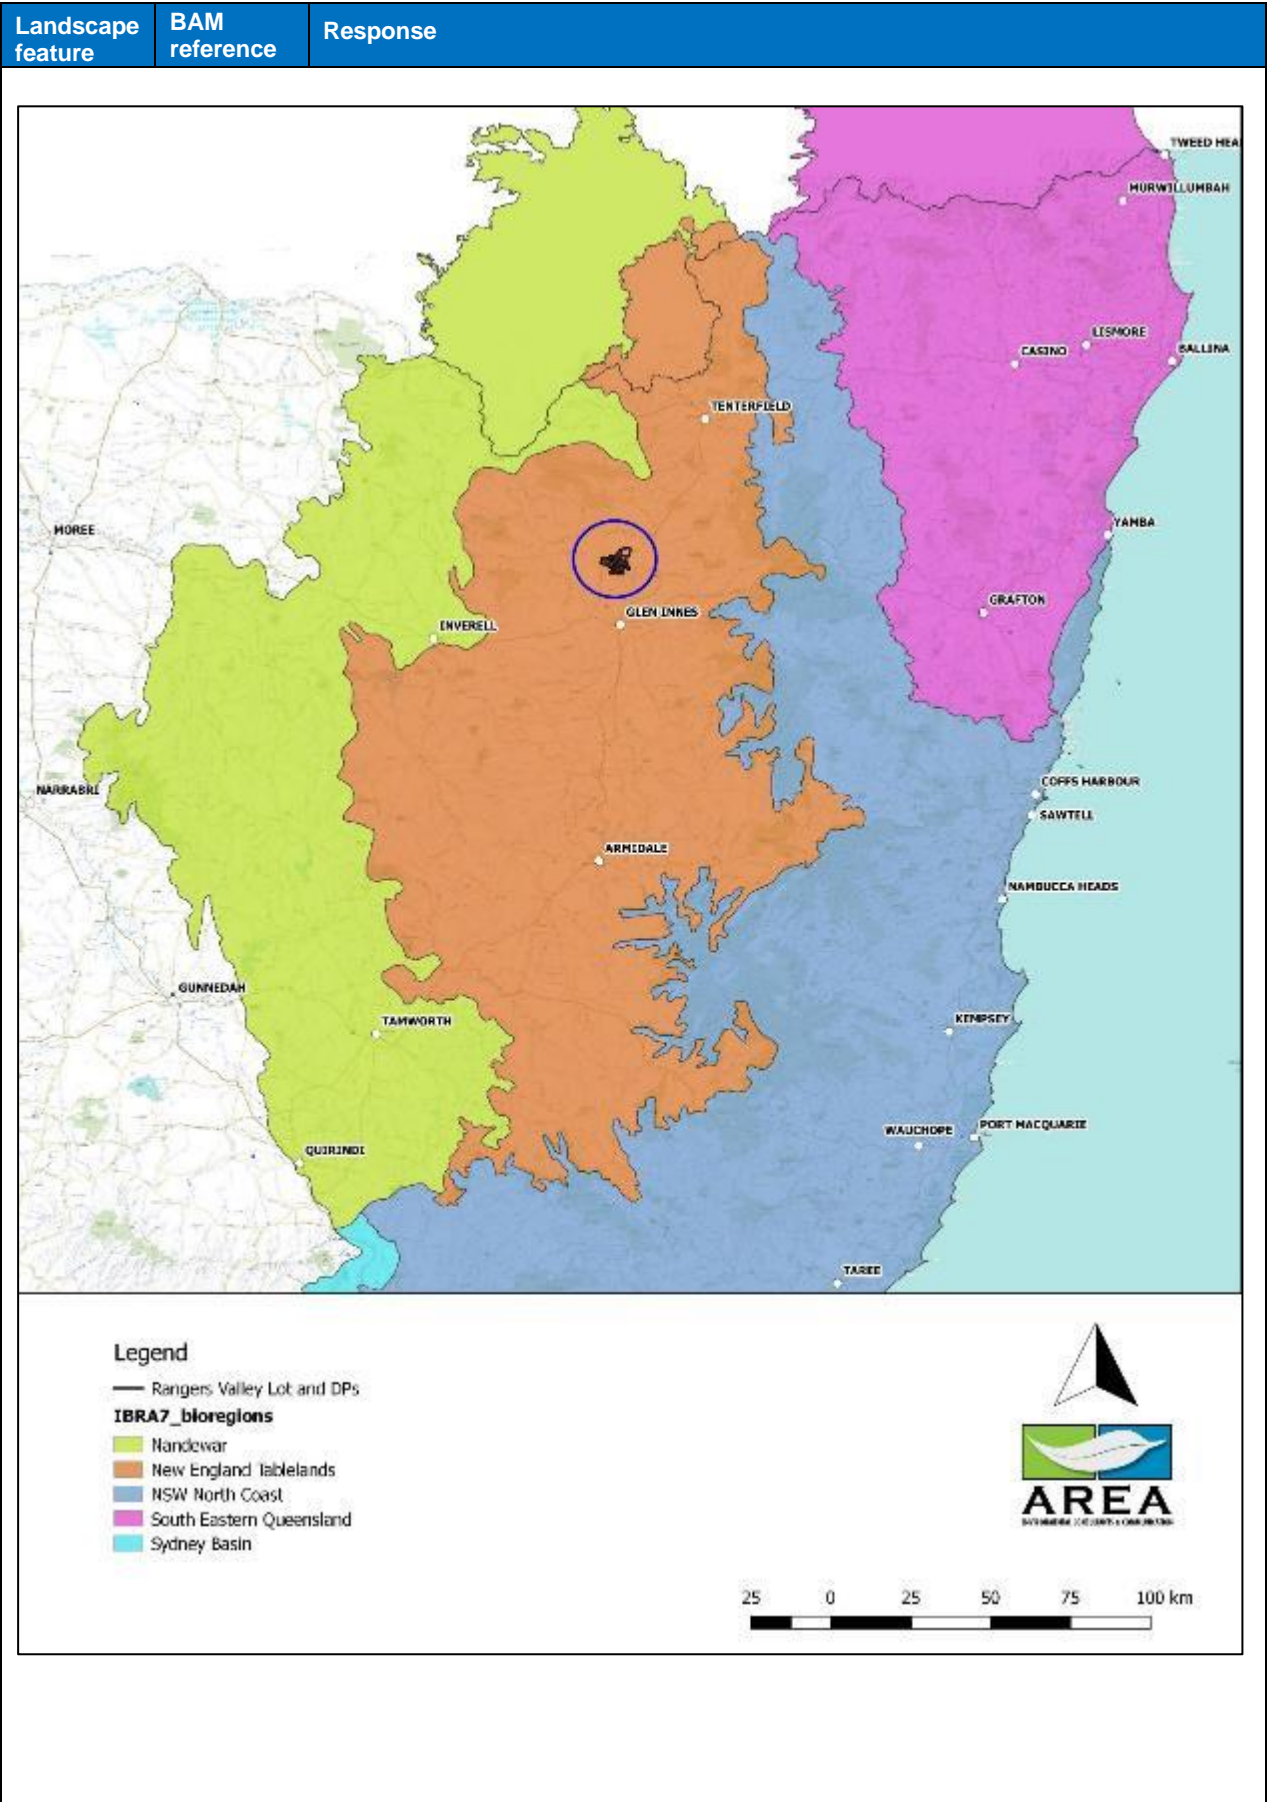 Landscape feature
BAM reference
Response
TWEED HEA
MURWILLUMBAH
LISMORE
CASINO
BALLINA
TENTERFIELD
MOREE
YAMBA
GRAFTON
GLEN INNES
INVERELL
COFFS HARBOUR
NARRABRI
SAWTELL
ARMIDALE
NAMBUCCA HEADS
GUNNEDAH
TAMWORTH
KEMPSEY
WAUCHOPE
PORT MACQUARIE
QUIRINDI
TAREE
Legend
Rangers Valley Lot and DPs
IBRA7_bioregions
Nandewar
New England Tablelands
NSW North Coast
South Eastern Queensland
Sydney Basin
AREA
25 0 25 50 75 100 km